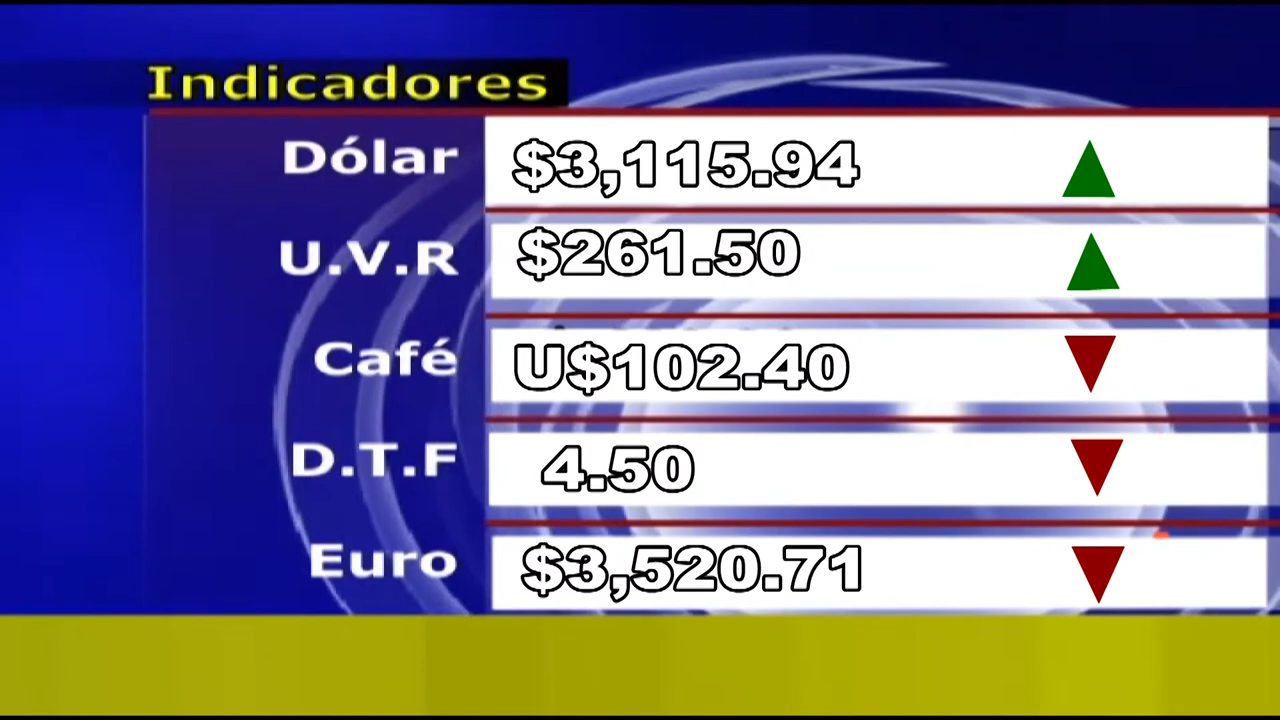 Indicadores
Dólar $3,115.94
U.V.R $261.50
Café U$102.40
D.T.F 4.50
Euro $3,520.71